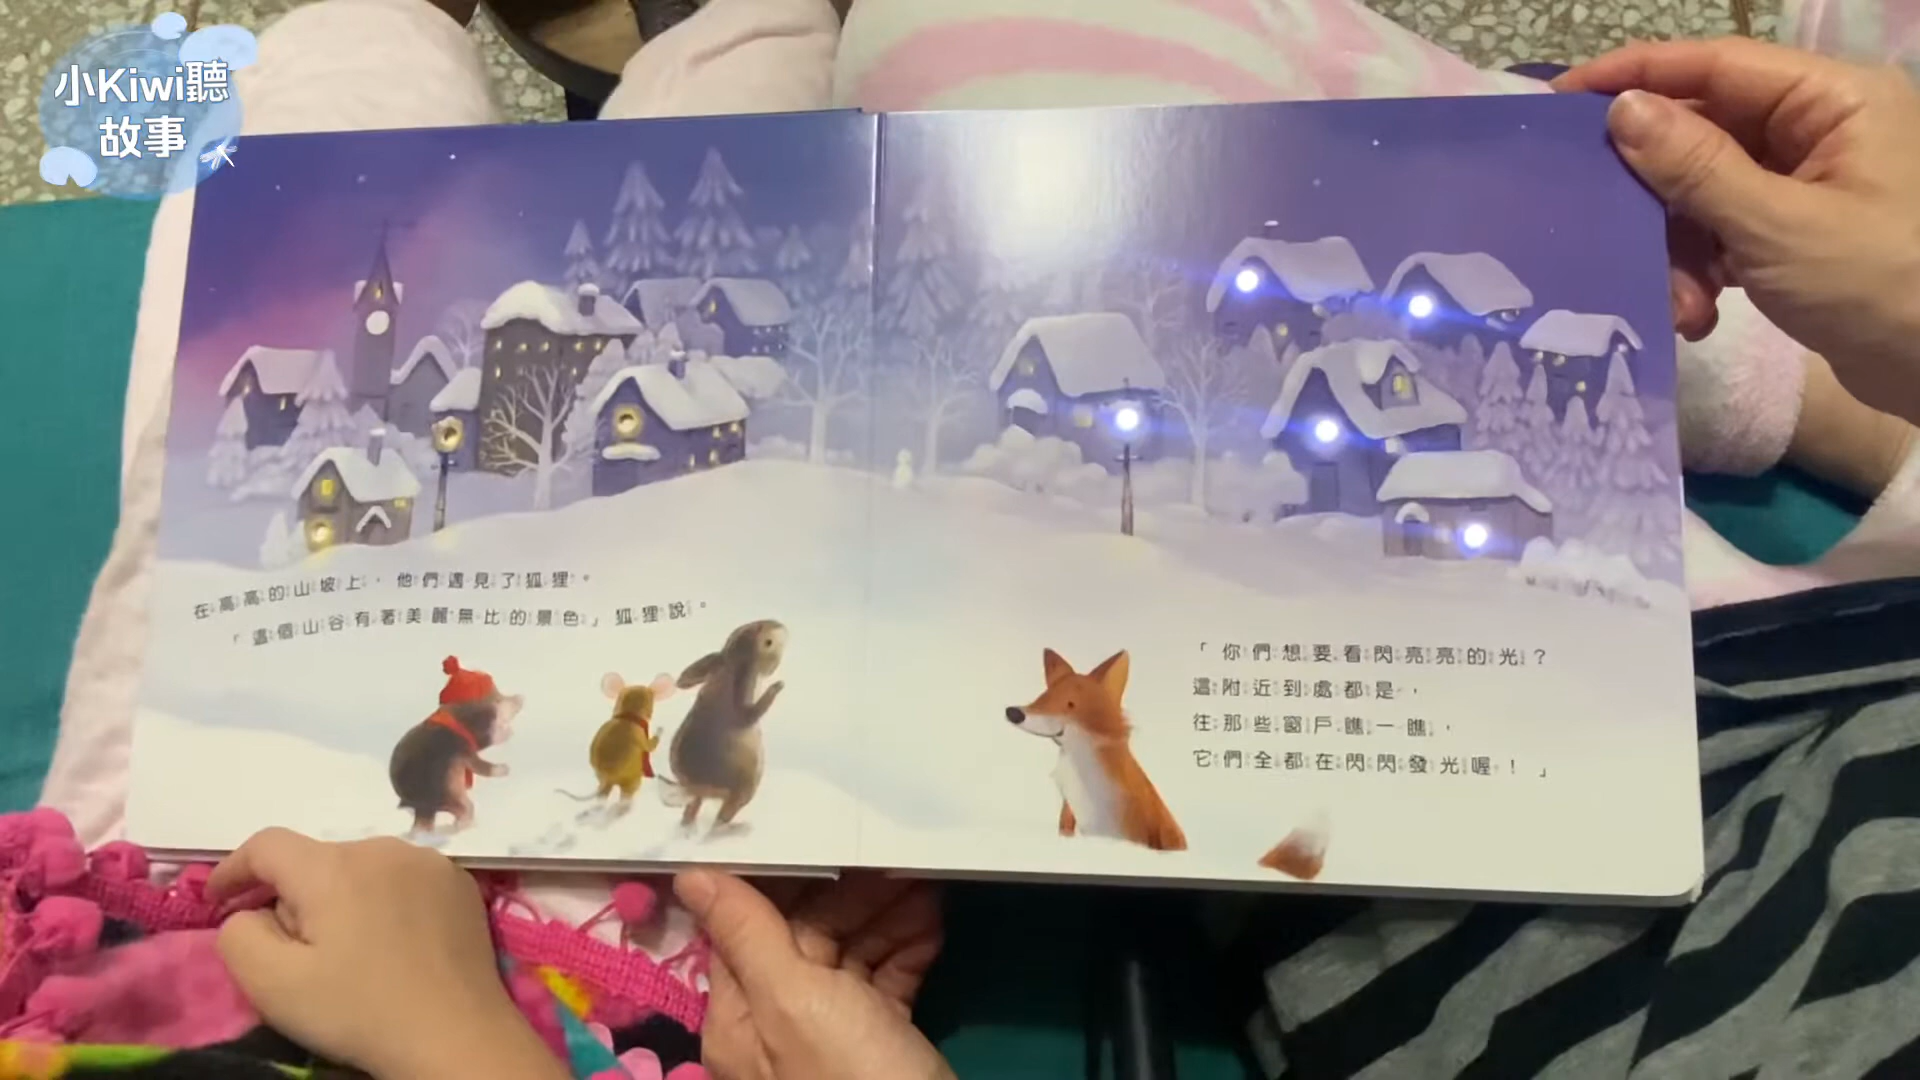 小Kiwi聽
故事
在高高的山坡上，他們遇見了狐狸。
「這個山谷有著美麗無比的景色」狐狸說。
「你們想要看閃亮亮的光？
這附近到處都是，
往那些窗戶瞧一瞧，
它們全都在閃閃發光喔！」